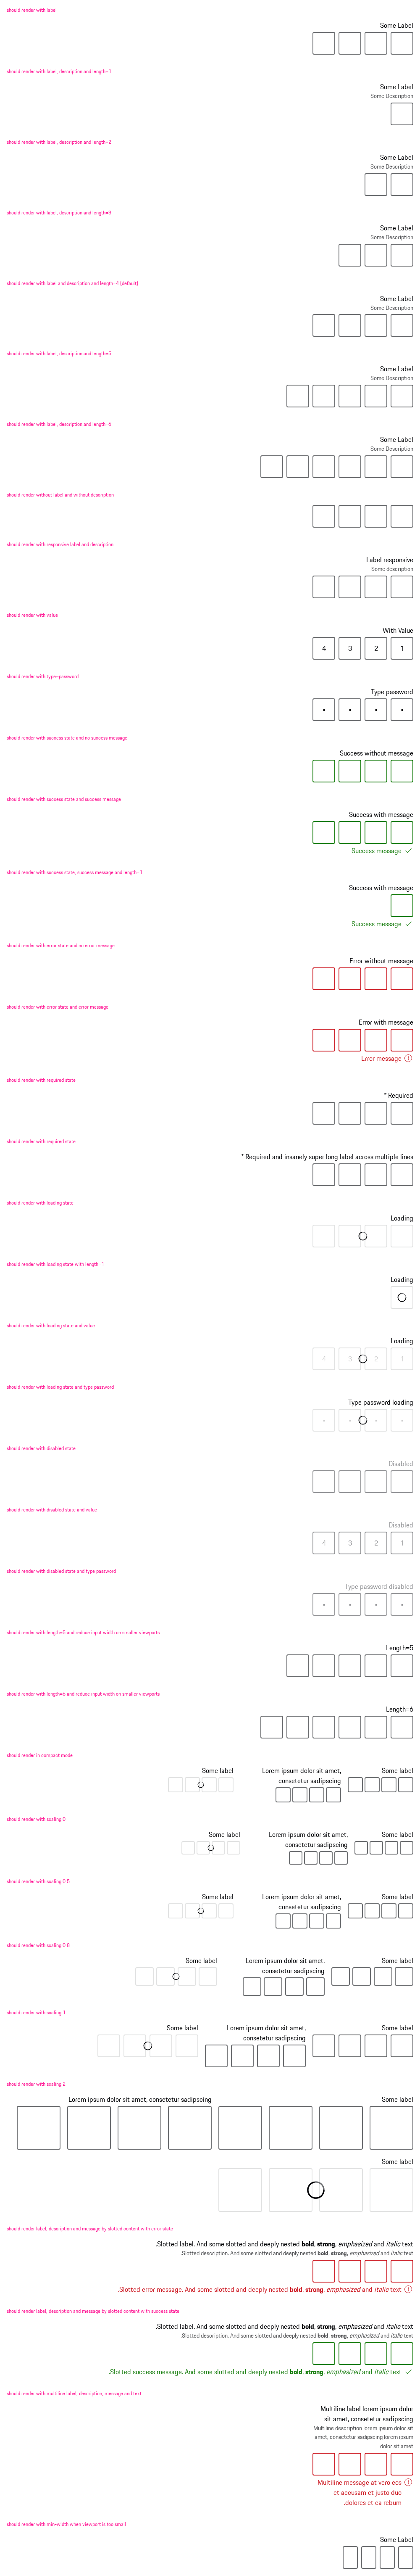 should render with label
Some Label
should render with label, description and length=1
Some Label
Some Description
should render with label, description and length=2
Some Label
Some Description
should render with label, description and length=3
Some Label
Some Description
should render with label and description and length=4 (default)
Some Label
Some Description
should render with label, description and length=5
Some Label
Some Description
should render with label, description and length=6
Some Label
Some Description
should render without label and without description
should render with responsive label and description
Label responsive
Some description
should render with value
With Value
4 3 2 1
should render with type=password
Type password
• • • •
should render with success state and no success message
Success without message
should render with success state and success message
Success with message
Success message
should render with success state, success message and length=1
Success with message
Success message
should render with error state and no error message
Error without message
should render with error state and error message
Error with message
Error message
should render with required state
* Required
should render with required state
* Required and insanely super long label across multiple lines
should render with loading state
Loading
should render with loading state with length=1
Loading
should render with loading state and value
Loading
4 3 2 1
should render with loading state and type password
Type password loading
• • • •
should render with disabled state
Disabled
should render with disabled state and value
Disabled
4 3 2 1
should render with disabled state and type password
Type password disabled
• • • •
should render with length=5 and reduce input width on smaller viewports
Length=5
should render with length=6 and reduce input width on smaller viewports
Length=6
should render in compact mode
Some label Lorem ipsum dolor sit amet, Some label
consetetur sadipscing
should render with scaling 0
Some label Lorem ipsum dolor sit amet, Some label
consetetur sadipscing
should render with scaling 0.5
Some label Lorem ipsum dolor sit amet, Some label
consetetur sadipscing
should render with scaling 0.8
Some label Lorem ipsum dolor sit amet, Some label
consetetur sadipscing
should render with scaling 1
Some label Lorem ipsum dolor sit amet, Some label
consetetur sadipscing
should render with scaling 2
Lorem ipsum dolor sit amet, consetetur sadipscing Some label
Some label
should render label, description and message by slotted content with error state
.Slotted label. And some slotted and deeply nested bold, strong, emphasized and italic text
.Slotted description. And some slotted and deeply nested bold, strong, emphasized and italic text
.Slotted error message. And some slotted and deeply nested bold, strong, emphasized and italic text
should render label, description and message by slotted content with success state
.Slotted label. And some slotted and deeply nested bold, strong, emphasized and italic text
.Slotted description. And some slotted and deeply nested bold, strong, emphasized and italic text
.Slotted success message. And some slotted and deeply nested bold, strong, emphasized and italic text
should render with multiline label, description, message and text
Multiline label lorem ipsum dolor
sit amet, consetetur sadipscing
Multiline description lorem ipsum dolor sit
amet, consetetur sadipscing lorem ipsum
dolor sit amet
Multiline message at vero eos
et accusam et justo duo
.dolores et ea rebum
should render with min-width when viewport is too small
Some Label